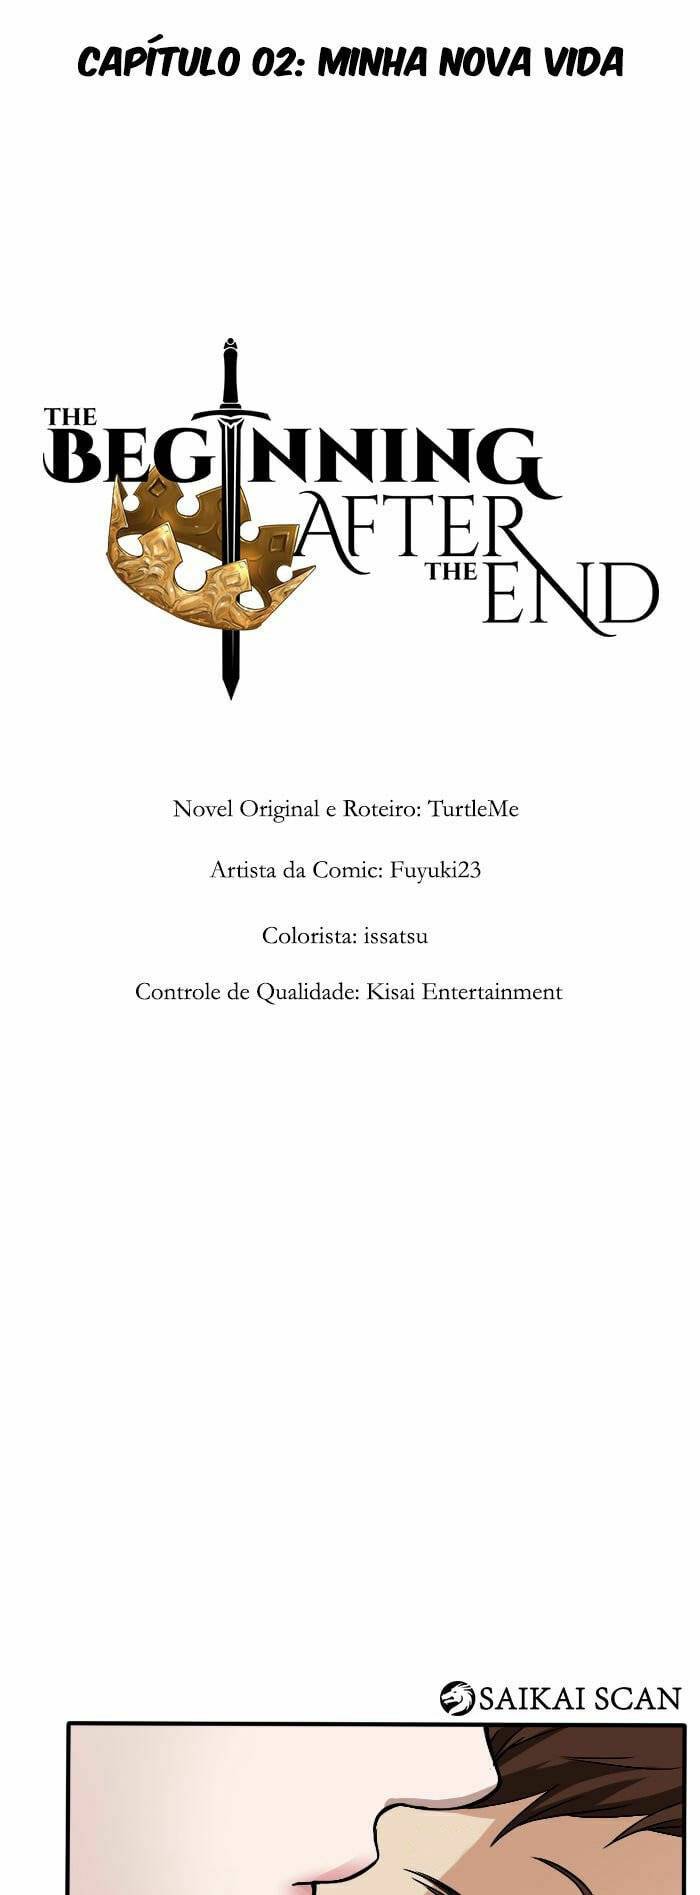 CAPÍTULO 02: MINHA NOVA VIDA
THE
BEGINNING
AFTER
THE END
Novel Original e Roteiro: TurtleMe
Artista da Comic: Fuyuki23
Colorista: issatsu
Controle de Qualidade: Kisai Entertainment
SAIKAI SCAN